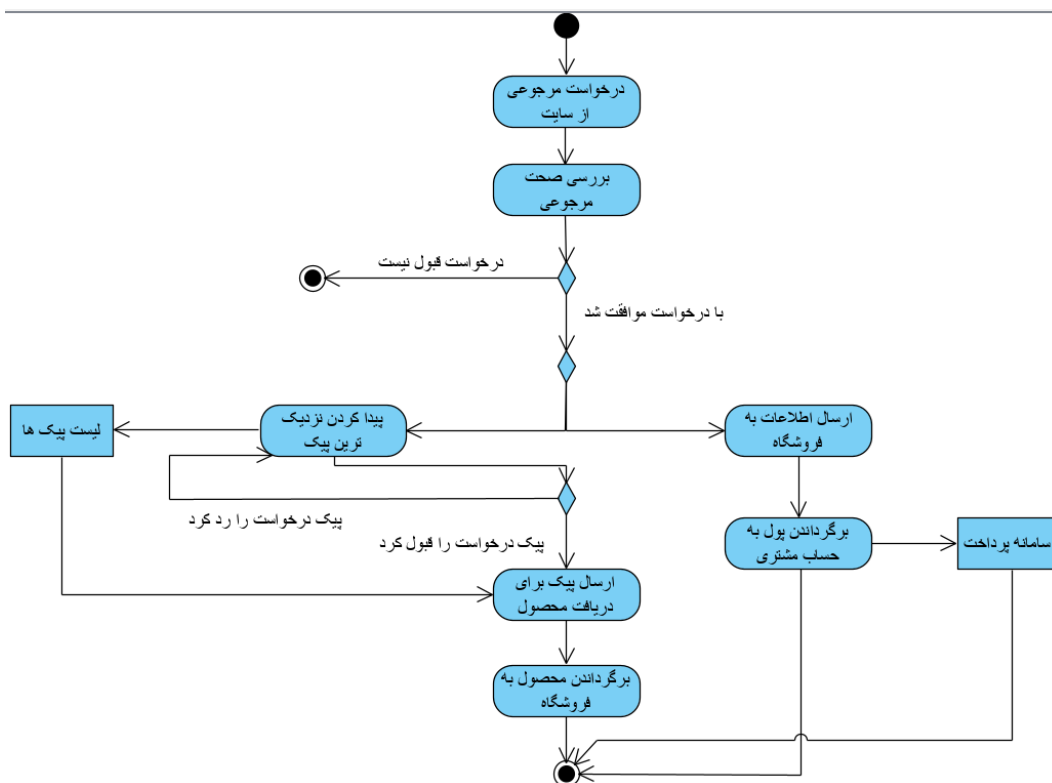 درخواست مرجوعی
از سایت
بررسی صحت
مرجوعی
درخواست قبول نیست
با درخواست موافقت شد
ارسال اطلاعات به
فروشگاه
پیدا کردن نزدیک
ترین پیک
لیست پیک ها
پیک درخواست را رد کرد
پیک درخواست را قبول کرد
برگرداندن پول به
حساب مشتری
سامانه پرداخت
ارسال پیک برای
دریافت محصول
برگرداندن محصول به
فروشگاه